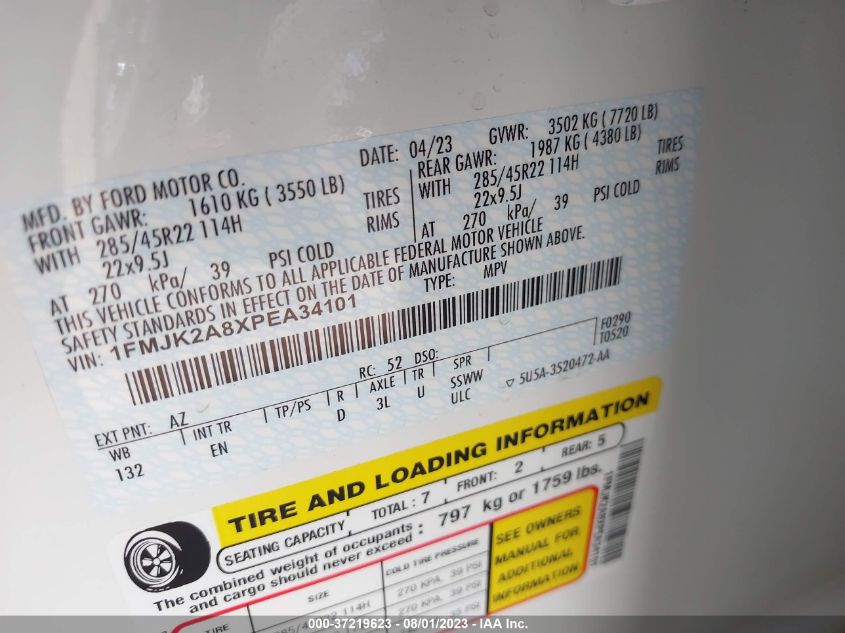 MFD. BY FORD MOTOR CO.
DATE: 04/23 GVWR: 3502 KG ( 7720 LB)
FRONT GAWR: 1610 KG ( 3550 LB)
WITH 285/45R22 114H TIRES
22x9.5J RIMS
AT 270 kPa/ 39 PSI COLD
REAR GAWR: 1987 KG ( 4380 LB)
WITH 285/45R22 114H TIRES
22x9.5J RIMS
AT 270 kPa/ 39 PSI COLD
THIS VEHICLE CONFORMS TO ALL APPLICABLE FEDERAL MOTOR VEHICLE
SAFETY STANDARDS IN EFFECT ON THE DATE OF MANUFACTURE SHOWN ABOVE.
VIN: 1FMJK2A8XPEA34101 TYPE: MPV
F0290
T0520
EXT PNT: AZ RC: 52 DSO:
WB INT TR TP/PS R AXLE TR SPR
132 EN D 3L U SSWW
ULC
5U5A-3520472-AA
TIRE AND LOADING INFORMATION
SEATING CAPACITY TOTAL: 7 FRONT: 2 REAR: 5
The combined weight of occupants
and cargo should never exceed : 797 kg or 1759 lbs.
TIRE SIZE COLD TIRE PRESSURE
285/45R22 114H 270 KPA, 39 PSI
270 KPA, 39 PSI
SEE OWNERS
MANUAL FOR
ADDITIONAL
INFORMATION
000-37219623 - 08/01/2023 - IAA Inc.